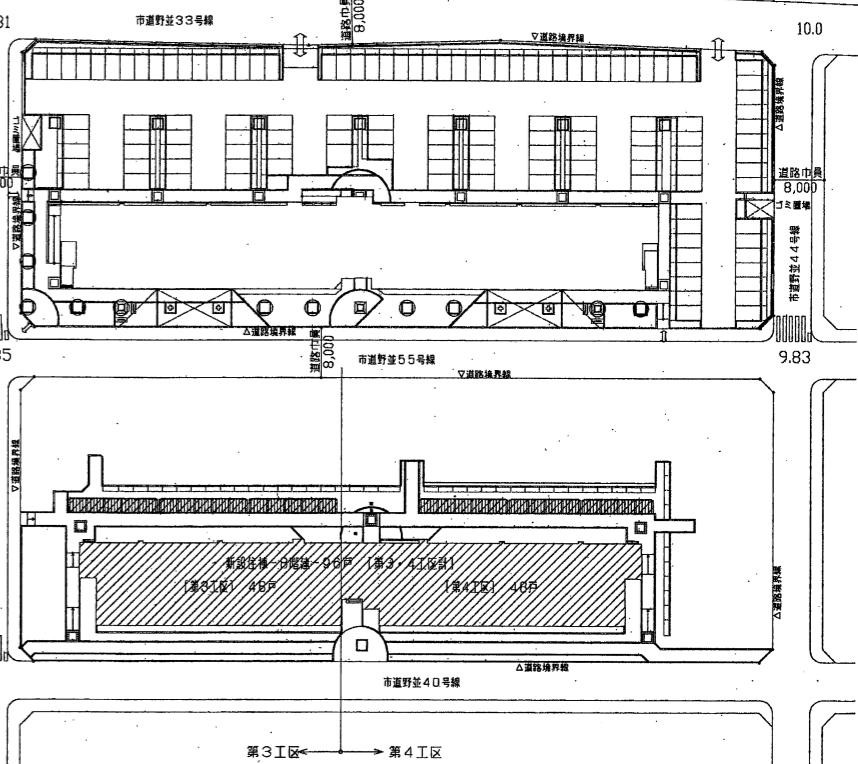 31
市道野並33号線
道路巾員
8,000
▽道路境界線
10.0
△道路境界線
道路巾員
8,000
ゴミ置場
ゴミ置場
▽道路境界線
市道野並44号線
△道路境界線
道路巾員
8,000
市道野並55号線
9.83
▽道路境界線
▽道路境界線
新設住棟-8階建-96戸 [第3・4工区計]
[第3工区] 48戸
[第4工区] 48戸
△道路境界線
△道路境界線
市道野並40号線
第3工区
第4工区